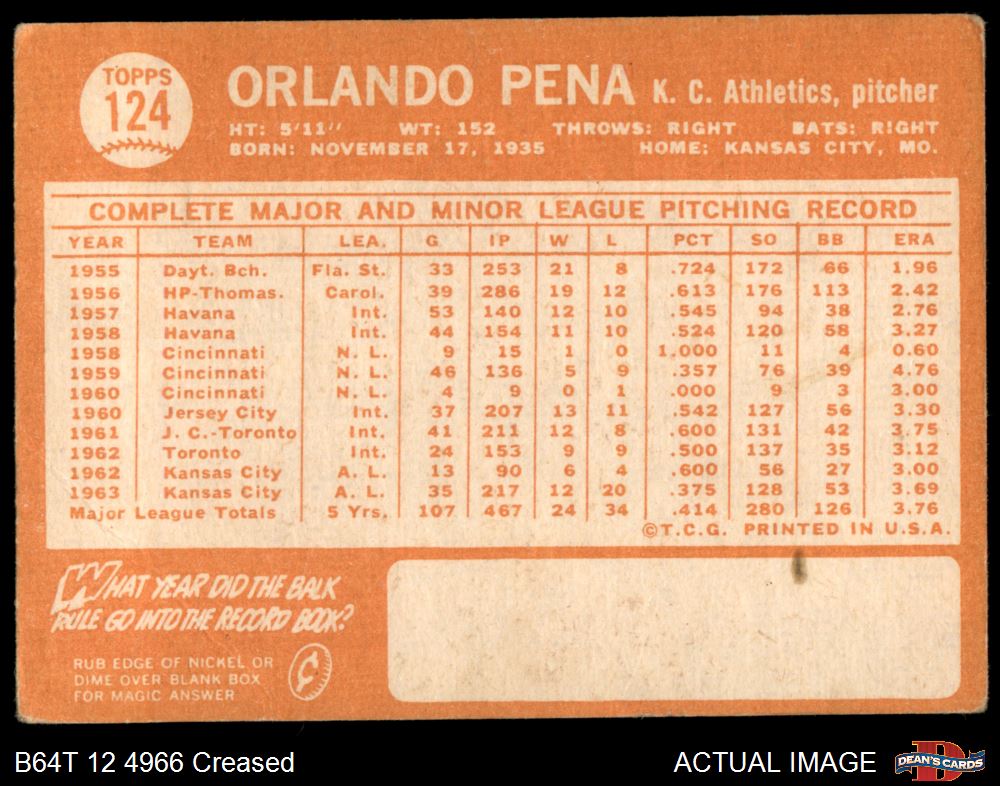 TOPPS
124
ORLANDO PENA K. C. Athletics, pitcher
HT: 5'11" WT: 152 THROWS: RIGHT BATS: RIGHT
BORN: NOVEMBER 17, 1935 HOME: KANSAS CITY, MO.
COMPLETE MAJOR AND MINOR LEAGUE PITCHING RECORD
YEAR TEAM LEA. G IP W L PCT SO BB ERA
1955 Dayt. Bch. Fla. St. 33 253 21 8 .724 172 66 1.96
1956 HP-Thomas. Carol. 39 286 19 12 .613 176 113 2.42
1957 Havana Int. 53 140 12 10 .545 94 38 2.76
1958 Havana Int. 44 154 11 10 .524 120 58 3.27
1958 Cincinnati N. L. 9 15 1 0 1.000 11 4 0.60
1959 Cincinnati N. L. 46 136 5 9 .357 76 39 4.76
1960 Cincinnati N. L. 4 9 0 1 .000 9 3 3.00
1960 Jersey City Int. 37 207 13 11 .542 127 56 3.30
1961 J. C.-Toronto Int. 41 211 12 8 .600 131 42 3.75
1962 Toronto Int. 24 153 9 9 .500 137 35 3.12
1962 Kansas City A. L. 13 90 6 4 .600 56 27 3.00
1963 Kansas City A. L. 35 217 12 20 .375 128 53 3.69
Major League Totals 5 Yrs. 107 467 24 34 .414 280 126 3.76
©T.C.G. PRINTED IN U.S.A.
WHAT YEAR DID THE BALK
RULE GO INTO THE RECORD BOOK?
RUB EDGE OF NICKEL OR
DIME OVER BLANK BOX
FOR MAGIC ANSWER
B64T 12 4966 Creased
ACTUAL IMAGE
DEAN'S CARDS